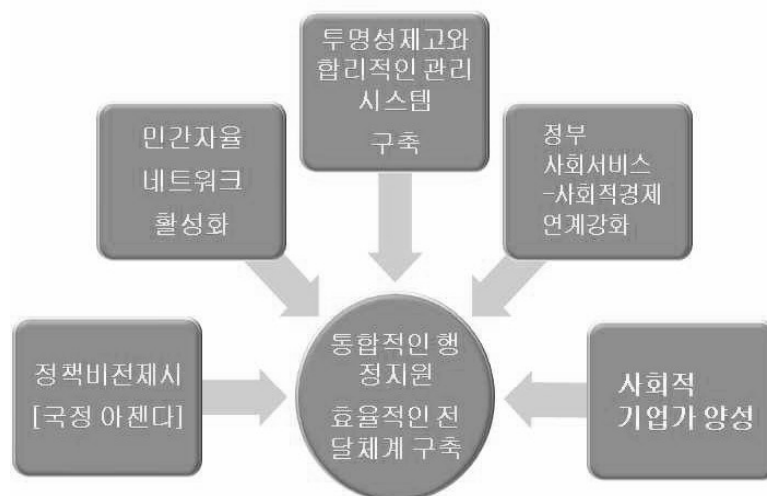 투명성제고와
합리적인 관리
시스템
구축
민간자율
네트워크
활성화
정부
사회서비스
-사회적경제
연계강화
정책비전제시
[국정 아젠다]
통합적인 행
정지원
효율적인 전
달체계 구축
사회적
기업가 양성